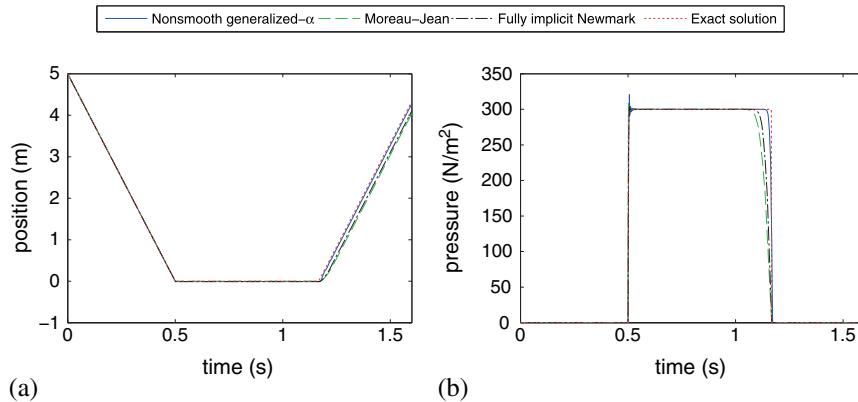 Nonsmooth generalized-α Moreau-Jean Fully implicit Newmark Exact solution
5
4
3
2
1
0
−1
0 0.5 1 1.5
position (m)
time (s)
(a)
350
300
250
200
150
100
50
0
0 0.5 1 1.5
pressure (N/m²)
time (s)
(b)